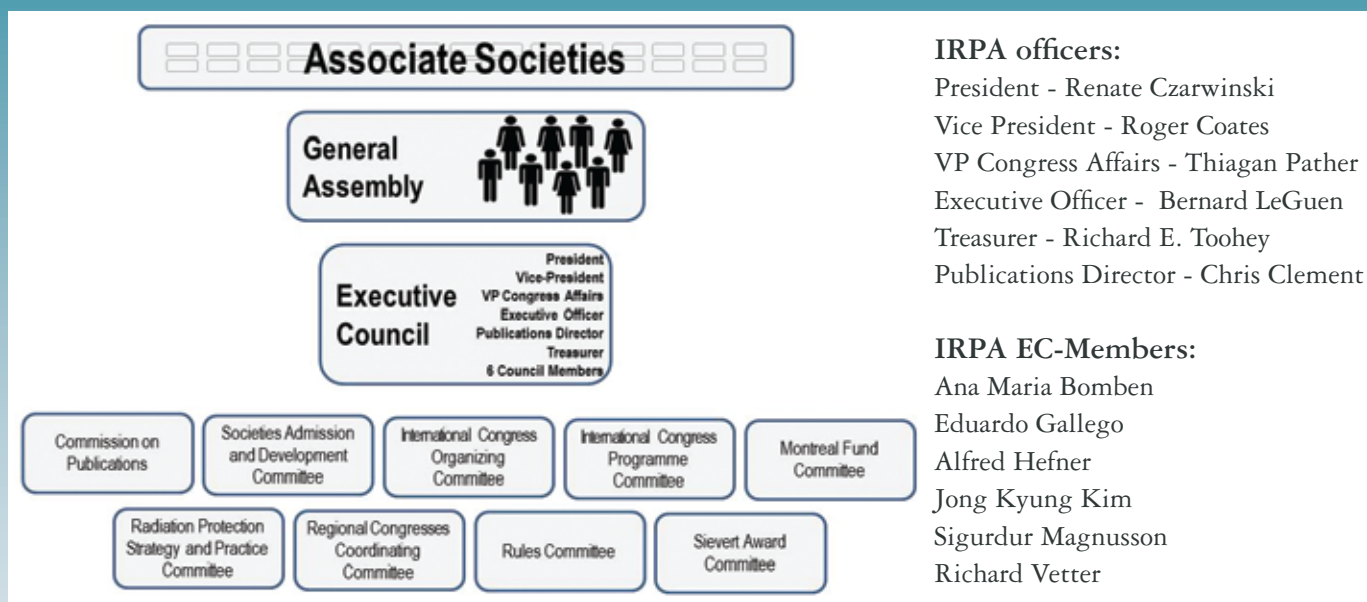 Associate Societies
General
Assembly
Executive
Council
President
Vice-President
VP Congress Affairs
Executive Officer
Publications Director
Treasurer
6 Council Members
Commission on
Publications
Societies Admission
and Development
Committee
International Congress
Organizing
Committee
International Congress
Programme
Committee
Montreal Fund
Committee
Radiation Protection
Strategy and Practice
Committee
Regional Congresses
Coordinating
Committee
Rules Committee
Sievert Award
Committee
IRPA officers:
President - Renate Czarwinski
Vice President - Roger Coates
VP Congress Affairs - Thiagan Pather
Executive Officer - Bernard LeGuen
Treasurer - Richard E. Toohey
Publications Director - Chris Clement
IRPA EC-Members:
Ana Maria Bomben
Eduardo Gallego
Alfred Hefner
Jong Kyung Kim
Sigurdur Magnusson
Richard Vetter